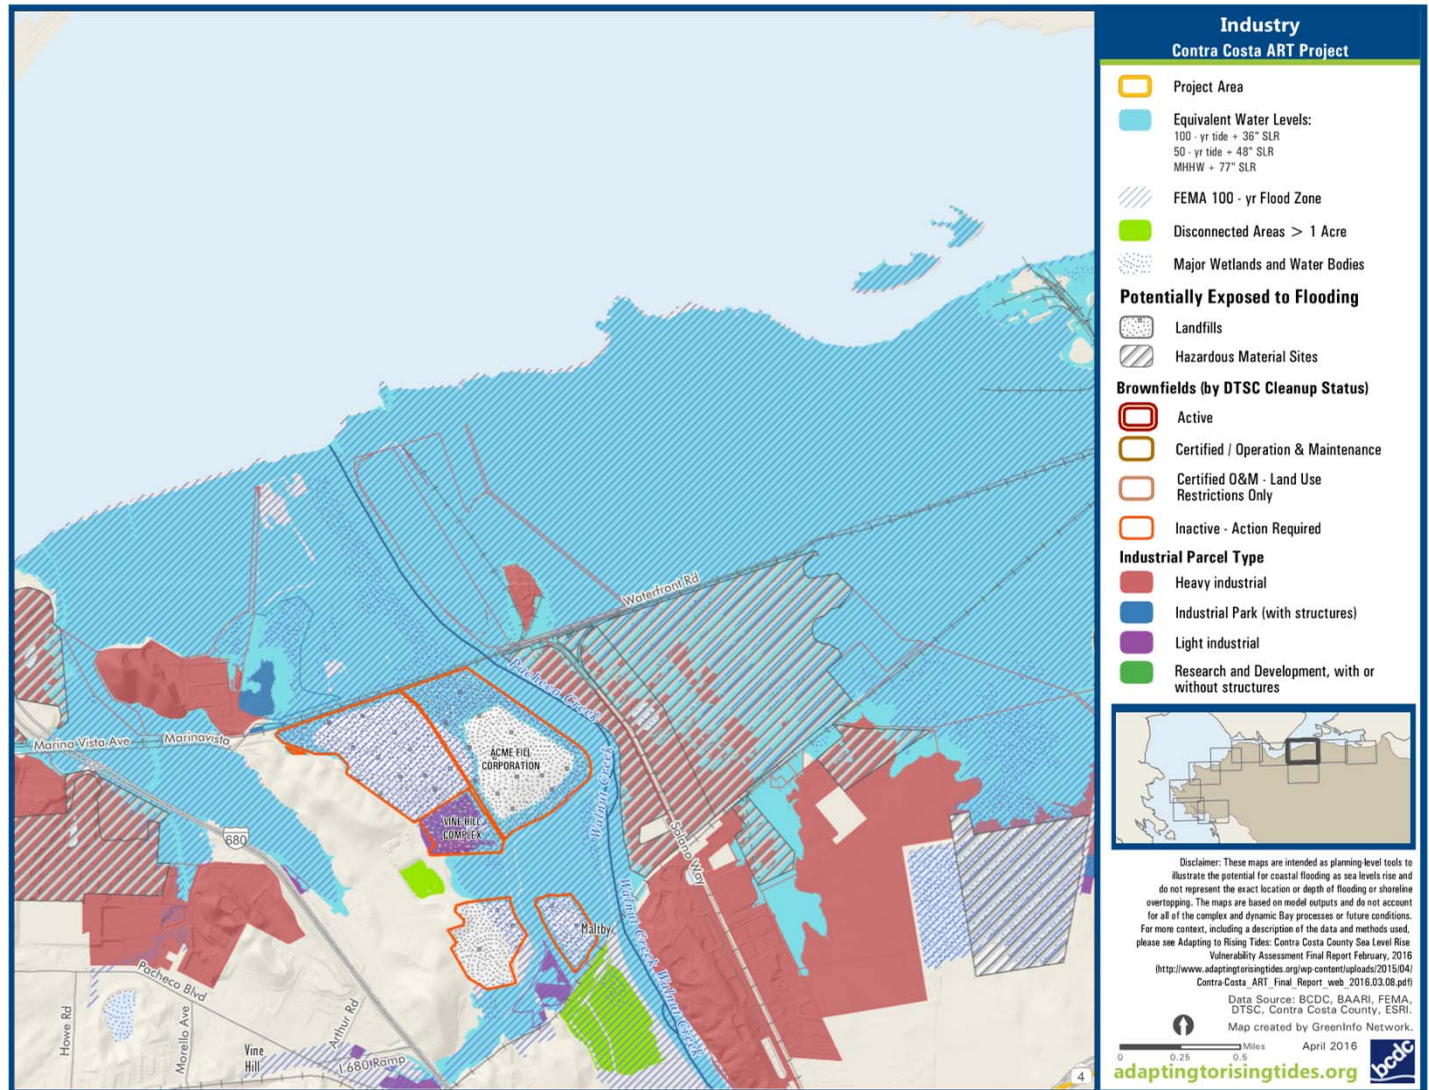 Industry
Contra Costa ART Project
Project Area
Equivalent Water Levels:
100 - yr tide + 36" SLR
50 - yr tide + 48" SLR
MHHW + 77" SLR
FEMA 100 - yr Flood Zone
Disconnected Areas > 1 Acre
Major Wetlands and Water Bodies
Potentially Exposed to Flooding
Landfills
Hazardous Material Sites
Brownfields (by DTSC Cleanup Status)
Active
Certified / Operation & Maintenance
Certified O&M - Land Use
Restrictions Only
Inactive - Action Required
Industrial Parcel Type
Heavy industrial
Industrial Park (with structures)
Light industrial
Research and Development, with or
without structures
Disclaimer: These maps are intended as planning-level tools to
illustrate the potential for coastal flooding as sea levels rise and
do not represent the exact location or depth of flooding or shoreline
overtopping. The maps are based on model outputs and do not account
for all of the complex and dynamic Bay processes or future conditions.
For more context, including a description of the data and methods used,
please see Adapting to Rising Tides: Contra Costa County Sea Level Rise
Vulnerability Assessment Final Report February, 2016
(http://www.adaptingtorisingtides.org/wp-content/uploads/2015/04/
Contra-Costa_ART_Final_Report_web_2016.03.08.pdf)
Data Source: BCDC, BAARI, FEMA,
DTSC, Contra Costa County, ESRI.
Map created by GreenInfo Network.
April 2016
Miles
0 0.25 0.5
adaptingtorisingtides.org
bcdc
Waterfront Rd
Pacheco Creek
Marina Vista Ave
Marinavista
ACME FILL
CORPORATION
Walnut Creek
VINE HILL
COMPLEX
680
Solano Way
Maltby
Walnut Creek
Walnut Creek
Pacheco Blvd
Howe Rd
Morello Ave
Arthur Rd
Vine
Hill
I 680 Ramp
4